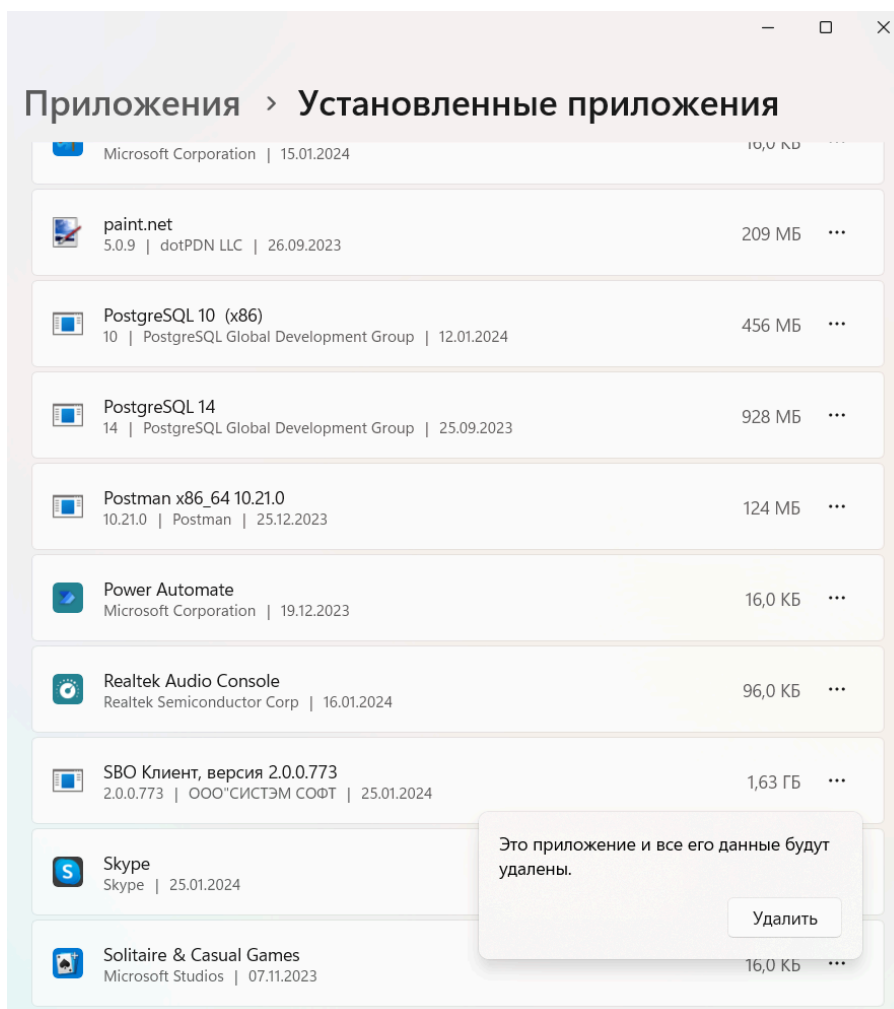 Приложения > Установленные приложения
Microsoft Corporation | 15.01.2024
16,0 КБ
paint.net
5.0.9 | dotPDN LLC | 26.09.2023
209 МБ
PostgreSQL 10 (x86)
10 | PostgreSQL Global Development Group | 12.01.2024
456 МБ
PostgreSQL 14
14 | PostgreSQL Global Development Group | 25.09.2023
928 МБ
Postman x86_64 10.21.0
10.21.0 | Postman | 25.12.2023
124 МБ
Power Automate
Microsoft Corporation | 19.12.2023
16,0 КБ
Realtek Audio Console
Realtek Semiconductor Corp | 16.01.2024
96,0 КБ
SBO Клиент, версия 2.0.0.773
2.0.0.773 | ООО"СИСТЭМ СОФТ | 25.01.2024
1,63 ГБ
Skype
Skype | 25.01.2024
Это приложение и все его данные будут
удалены.
Удалить
Solitaire & Casual Games
Microsoft Studios | 07.11.2023
16,0 КБ